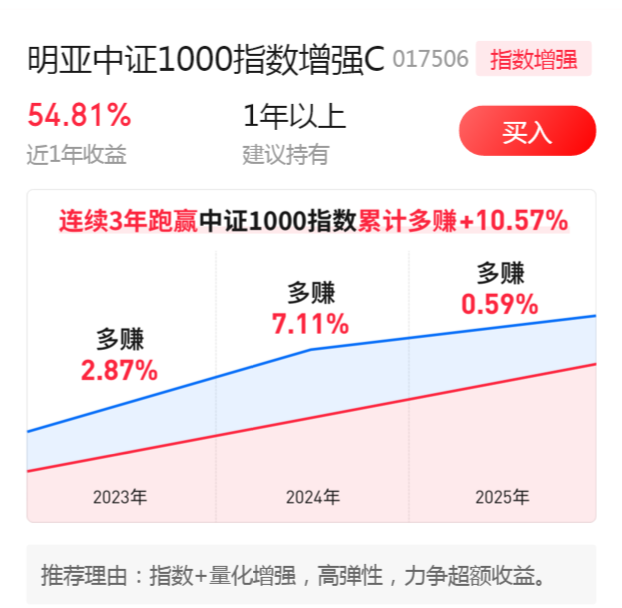 明亚中证1000指数增强C 017506 指数增强
54.81% 1年以上 买入
近1年收益 建议持有
连续3年跑赢中证1000指数累计多赚+10.57%
多赚 0.59%
多赚 7.11%
多赚 2.87%
2023年 2024年 2025年
推荐理由：指数+量化增强，高弹性，力争超额收益。